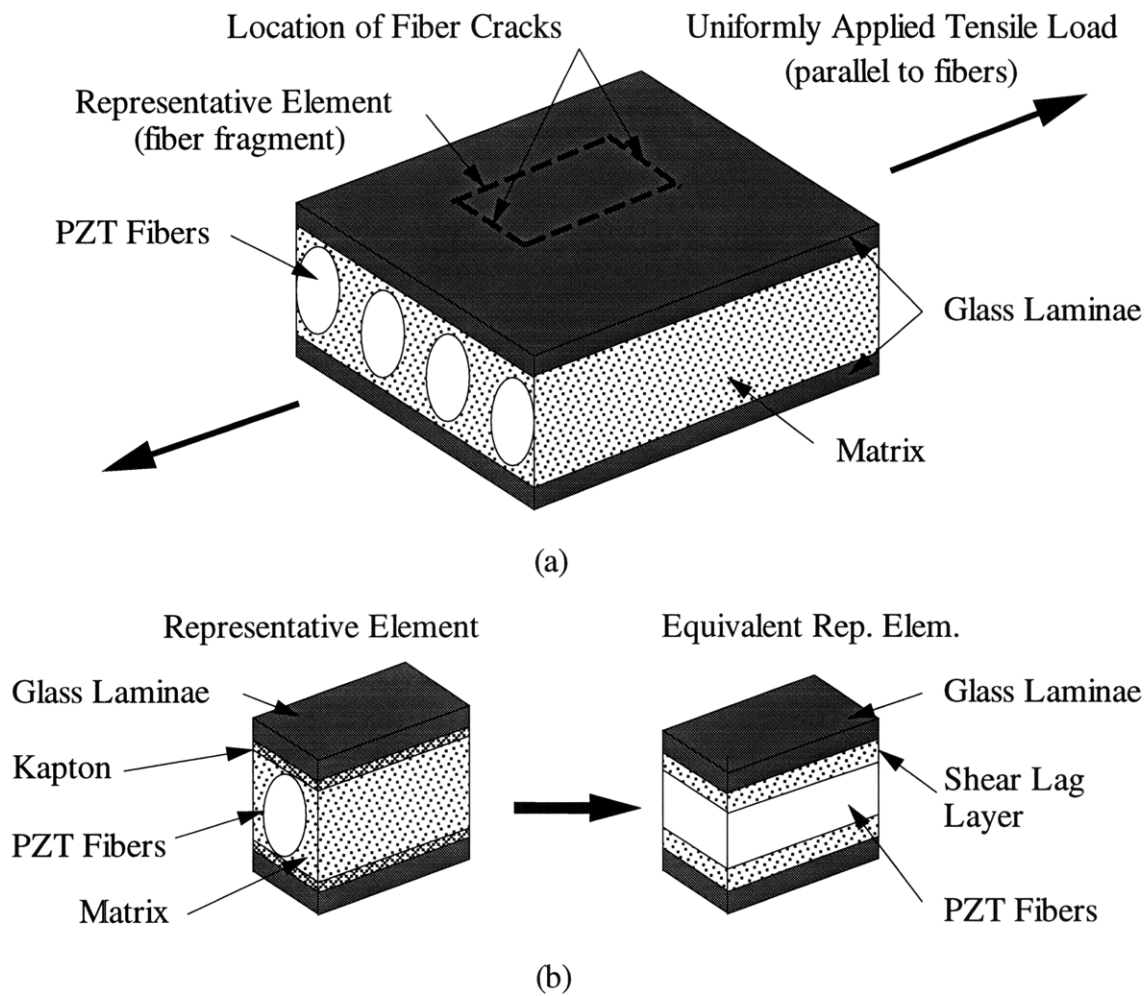 Location of Fiber Cracks
Uniformly Applied Tensile Load
(parallel to fibers)
Representative Element
(fiber fragment)
PZT Fibers
Glass Laminae
Matrix
(a)
Representative Element
Equivalent Rep. Elem.
Glass Laminae
Kapton
PZT Fibers
Matrix
Glass Laminae
Shear Lag
Layer
PZT Fibers
(b)